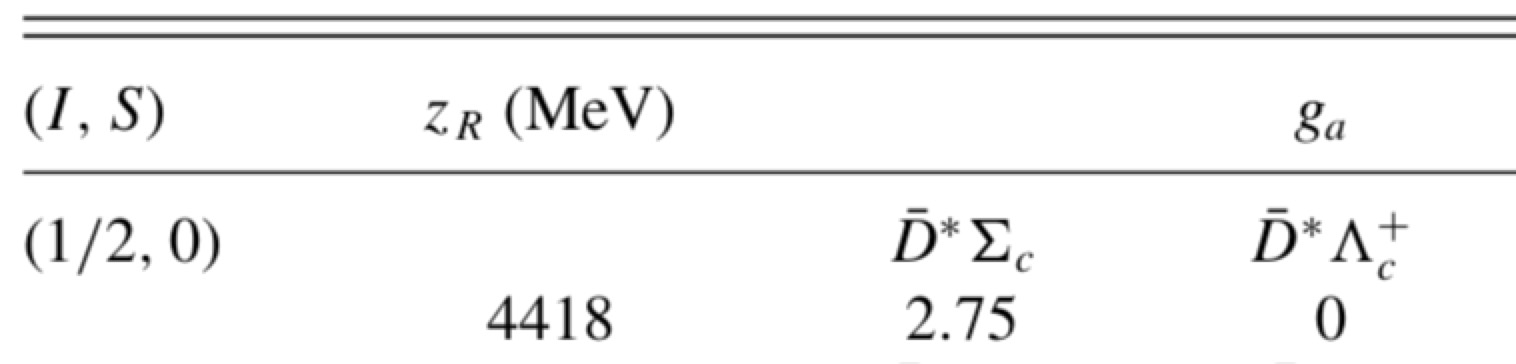 (I, S) z_R (MeV) g_a
(1/2, 0) D̄*Σ_c D̄*Λ_c^+
4418 2.75 0